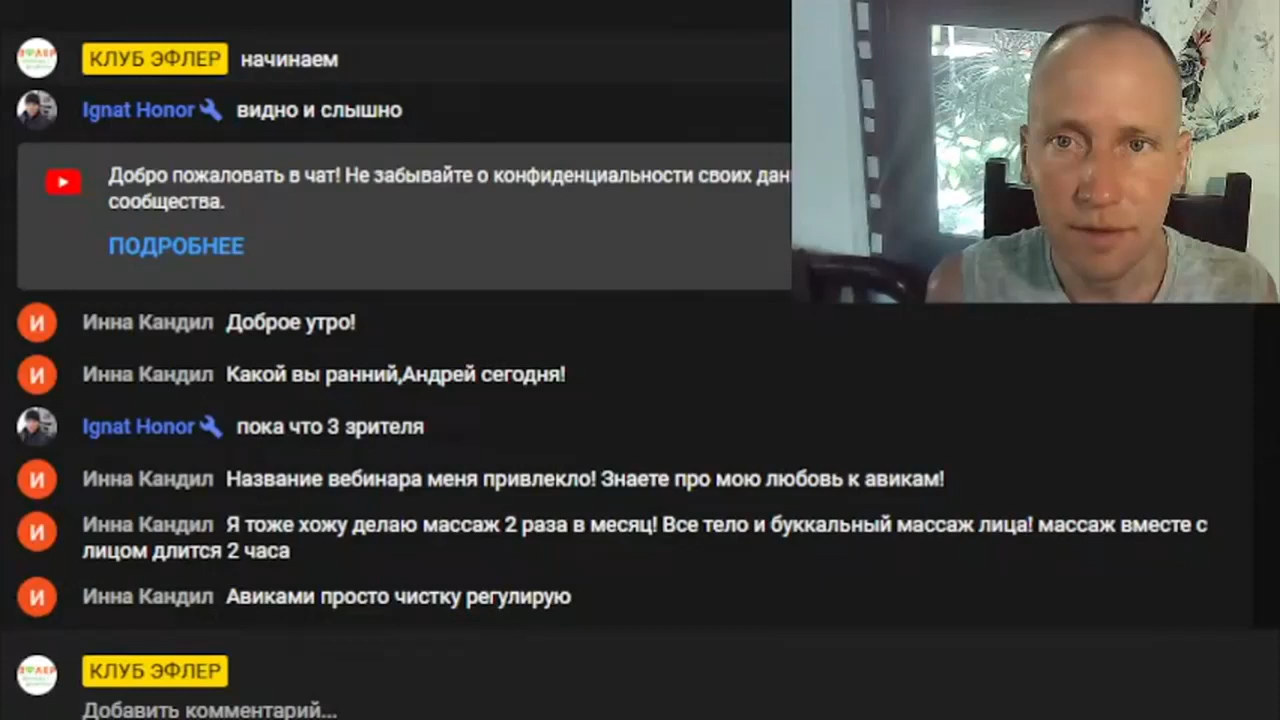 КЛУБ ЭФЛЕР начинаем
Ignat Honor видно и слышно
Добро пожаловать в чат! Не забывайте о конфиденциальности своих
сообщества.
ПОДРОБНЕЕ
И Инна Кандил Доброе утро!
И Инна Кандил Какой вы ранний,Андрей сегодня!
Ignat Honor пока что 3 зрителя
И Инна Кандил Название вебинара меня привлекло! Знаете про мою любовь к авикам!
И Инна Кандил Я тоже хожу делаю массаж 2 раза в месяц! Все тело и буккальный массаж лица! массаж вместе с
лицом длится 2 часа
И Инна Кандил Авиками просто чистку регулирую
КЛУБ ЭФЛЕР
Добавить комментарий...